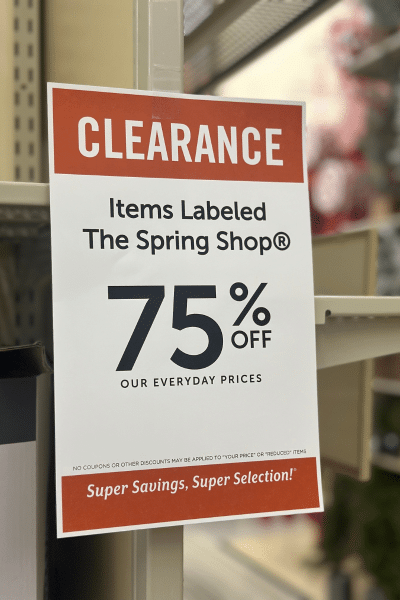 CLEARANCE
Items Labeled
The Spring Shop®
75% OFF
OUR EVERYDAY PRICES
NO COUPONS OR OTHER DISCOUNTS MAY BE APPLIED TO "YOUR PRICE" OR "REDUCED" ITEMS
Super Savings, Super Selection!®